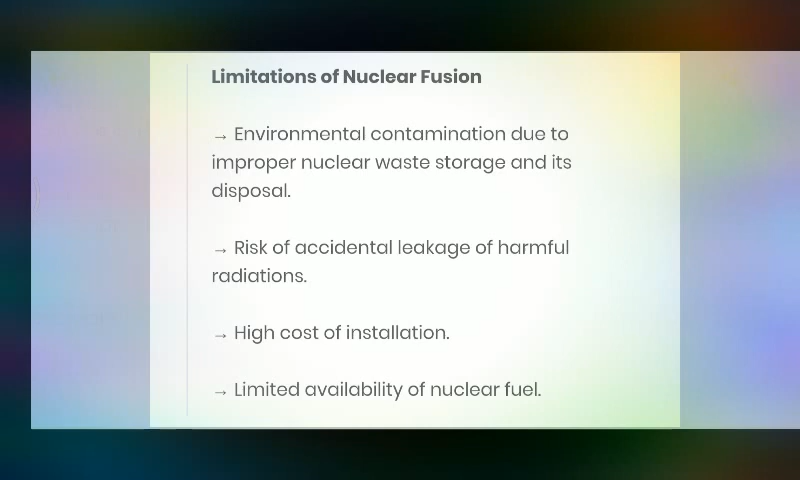 Limitations of Nuclear Fusion
→ Environmental contamination due to
improper nuclear waste storage and its
disposal.
→ Risk of accidental leakage of harmful
radiations.
→ High cost of installation.
→ Limited availability of nuclear fuel.